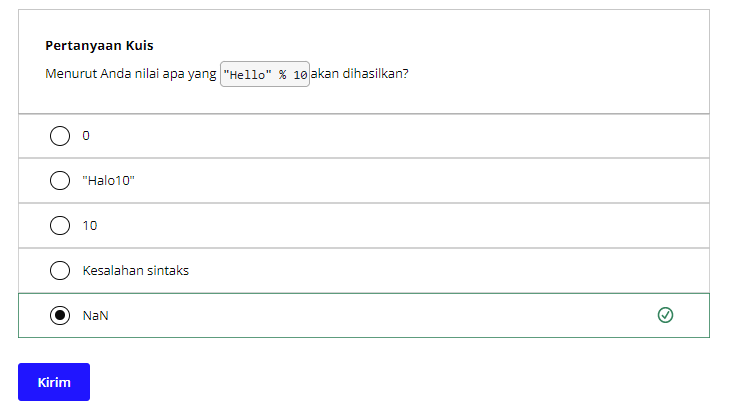 Pertanyaan Kuis
Menurut Anda nilai apa yang "Hello" % 10 akan dihasilkan?
0
"Halo10"
10
Kesalahan sintaks
NaN
Kirim